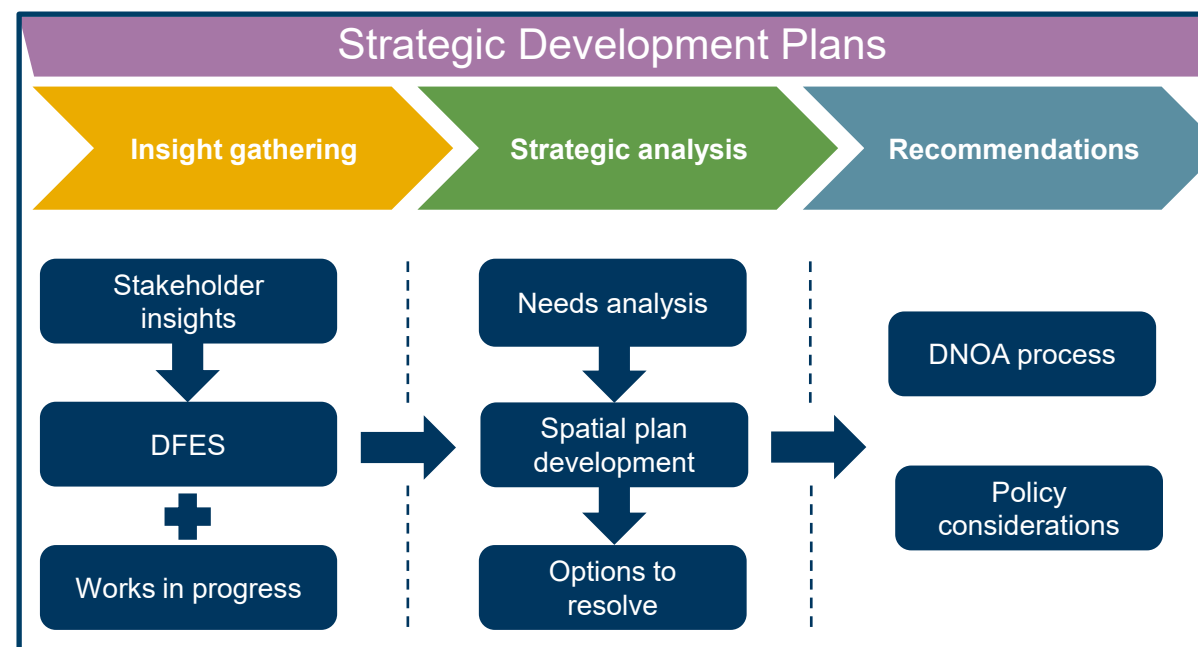 Strategic Development Plans
Insight gathering
Strategic analysis
Recommendations
Stakeholder
insights
DFES
Works in progress
Needs analysis
Spatial plan
development
Options to
resolve
DNOA process
Policy
considerations